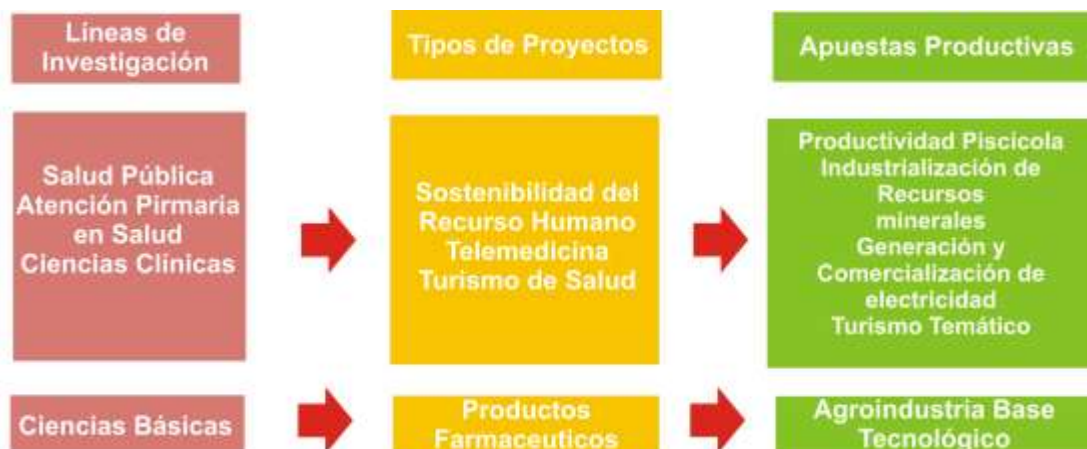 Líneas de
Investigación
Tipos de Proyectos
Apuestas Productivas
Salud Pública
Atención Pirmaria
en Salud
Ciencias Clínicas
Sostenibilidad del
Recurso Humano
Telemedicina
Turismo de Salud
Productividad Piscícola
Industrialización de
Recursos
minerales
Generación y
Comercialización de
electricidad
Turismo Temático
Ciencias Básicas
Productos
Farmaceuticos
Agroindustria Base
Tecnológico